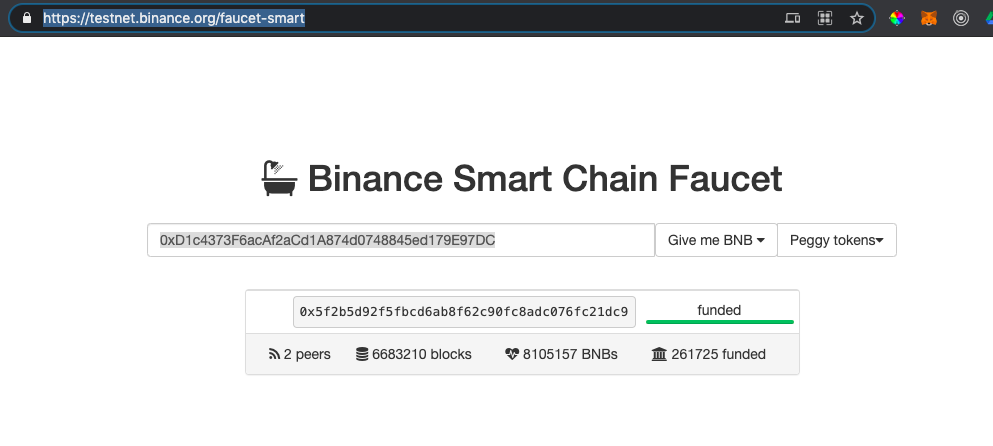 https://testnet.binance.org/faucet-smart
Binance Smart Chain Faucet
0xD1c4373F6acAf2aCd1A874d0748845ed179E97DC Give me BNB Peggy tokens
0x5f2b5d92f5fbcd6ab8f62c90fc8adc076fc21dc9 funded
2 peers 6683210 blocks 8105157 BNBs 261725 funded